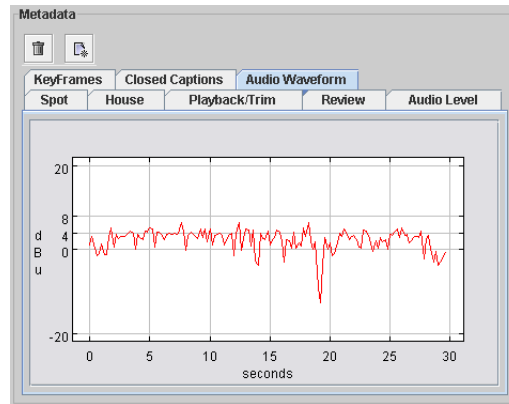 Metadata
KeyFrames Closed Captions Audio Waveform
Spot House Playback/Trim Review Audio Level
20
8
d 4
B 0
u
-20
0 5 10 15 20 25 30
seconds